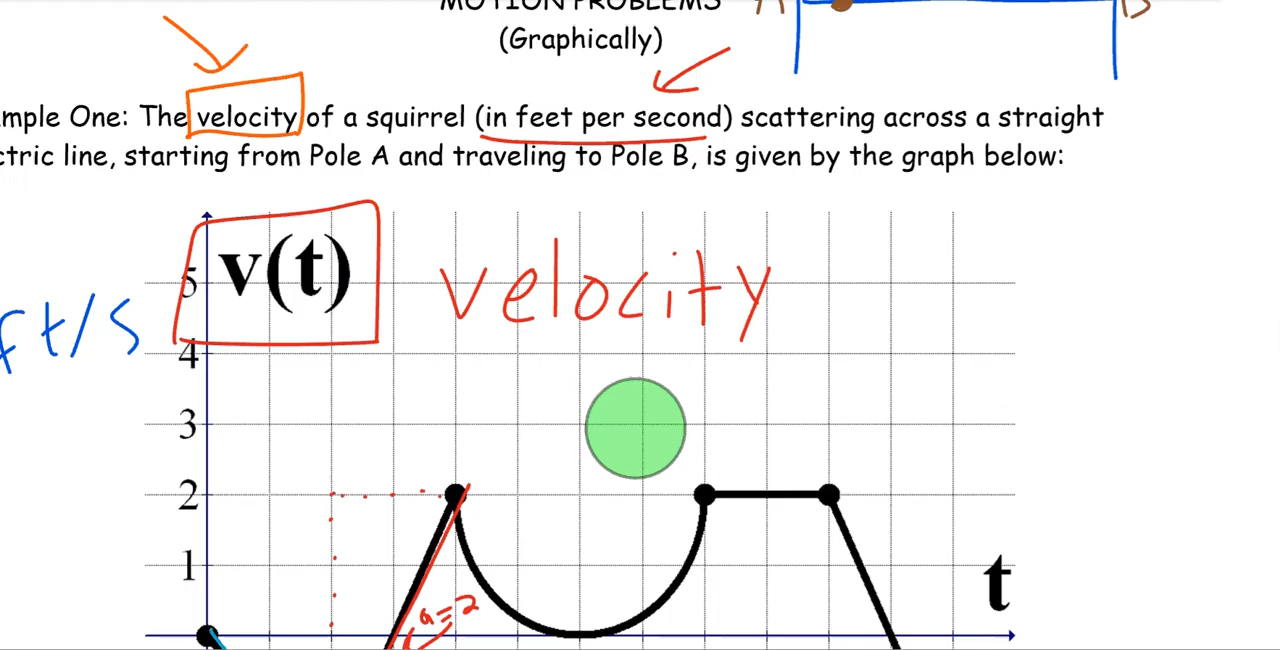 MOTION PROBLEMS
A B
(Graphically)
mple One: The velocity of a squirrel (in feet per second) scattering across a straight
ctric line, starting from Pole A and traveling to Pole B, is given by the graph below:
v(t) velocity
5
ft/s
4
3
2
1
a=2
t